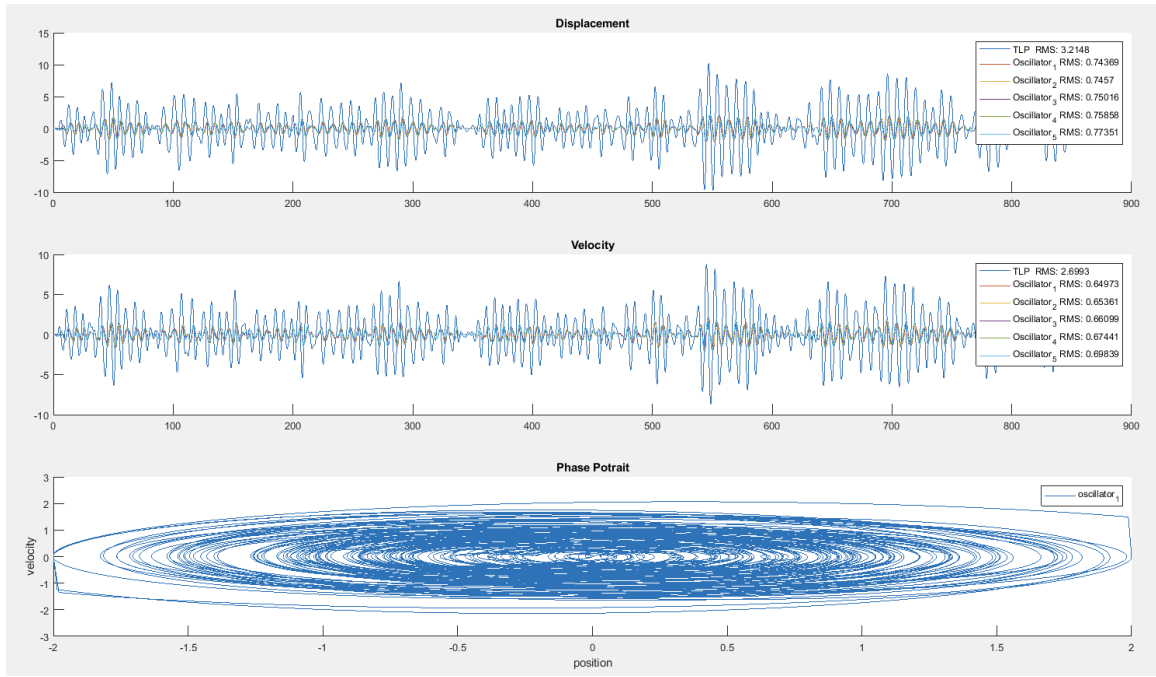 Displacement
15
10
5
0
-5
-10
0 100 200 300 400 500 600 700 800 900
TLP RMS: 3.2148
Oscillator1 RMS: 0.74369
Oscillator2 RMS: 0.7457
Oscillator3 RMS: 0.75016
Oscillator4 RMS: 0.75858
Oscillator5 RMS: 0.77351
Velocity
10
5
0
-5
-10
0 100 200 300 400 500 600 700 800 900
TLP RMS: 2.6993
Oscillator1 RMS: 0.64973
Oscillator2 RMS: 0.65361
Oscillator3 RMS: 0.66099
Oscillator4 RMS: 0.67441
Oscillator5 RMS: 0.69839
Phase Potrait
velocity
3
2
1
0
-1
-2
-3
-2 -1.5 -1 -0.5 0 0.5 1 1.5 2
position
oscillator1